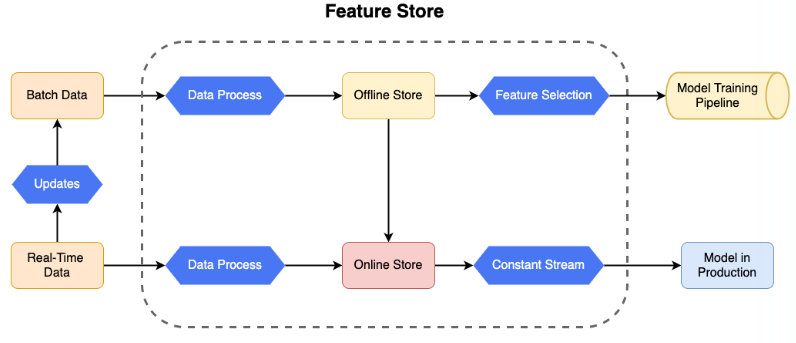 Feature Store
Batch Data
Data Process
Offline Store
Feature Selection
Model Training
Pipeline
Updates
Real-Time
Data
Data Process
Online Store
Constant Stream
Model in
Production